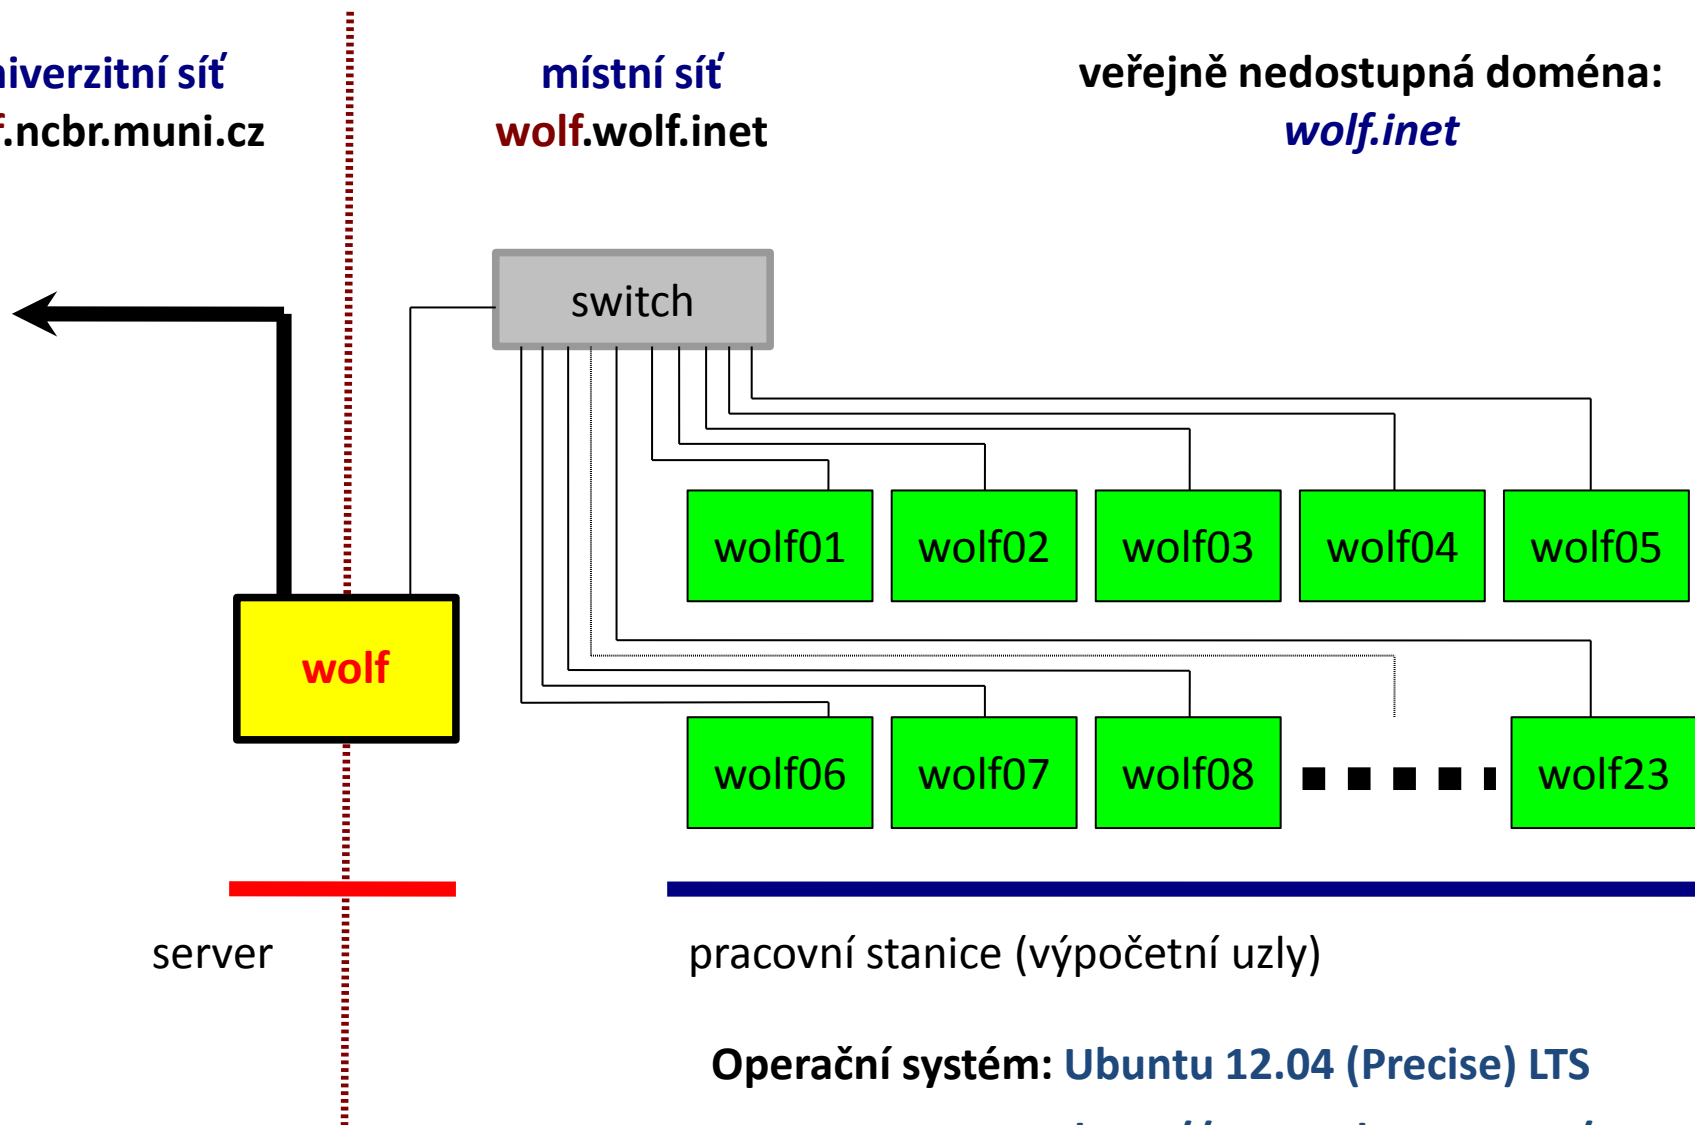 niverzitní síť
.ncbr.muni.cz
místní síť
wolf.wolf.inet
veřejně nedostupná doména:
wolf.inet
switch
wolf01 wolf02 wolf03 wolf04 wolf05
wolf
wolf06 wolf07 wolf08 wolf23
server
pracovní stanice (výpočetní uzly)
Operační systém: Ubuntu 12.04 (Precise) LTS